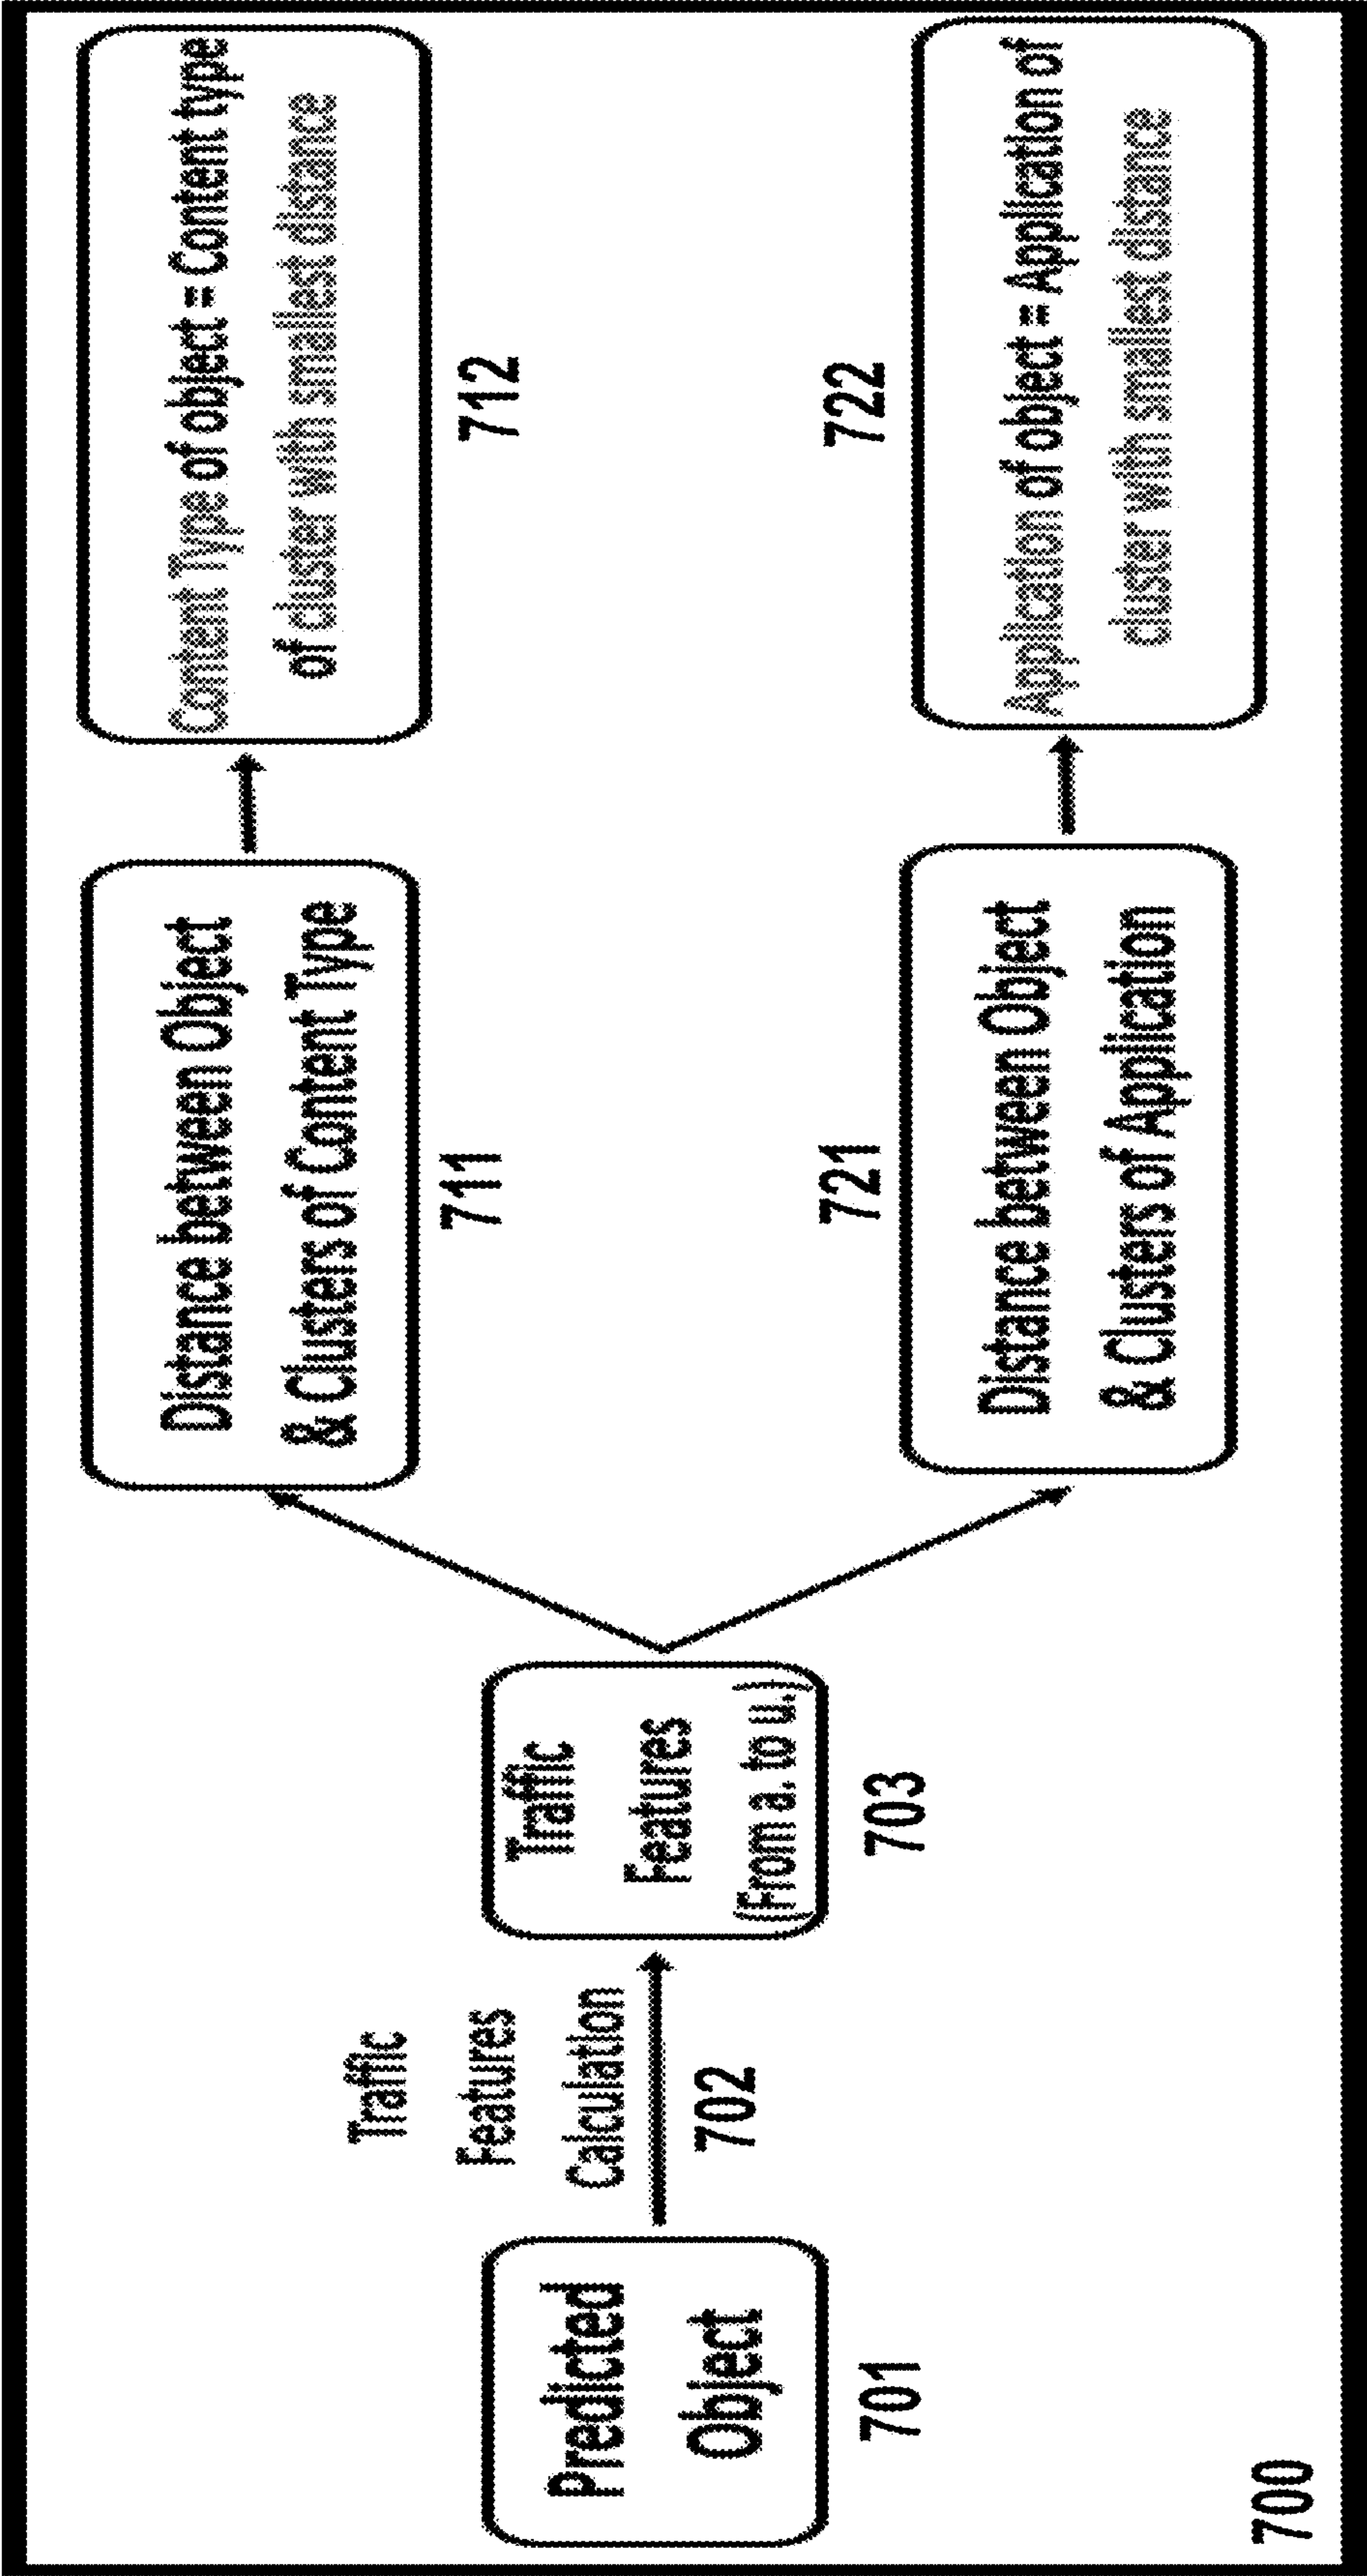 Predicted
Object
701
Traffic
Features
Calculation
702
Traffic
Features
(From a. to u.)
703
Distance between Object
& Clusters of Content Type
711
Content Type of object = Content type
of cluster with smallest distance
712
721
Distance between Object
& Clusters of Application
722
Application of object = Application of
cluster with smallest distance
700